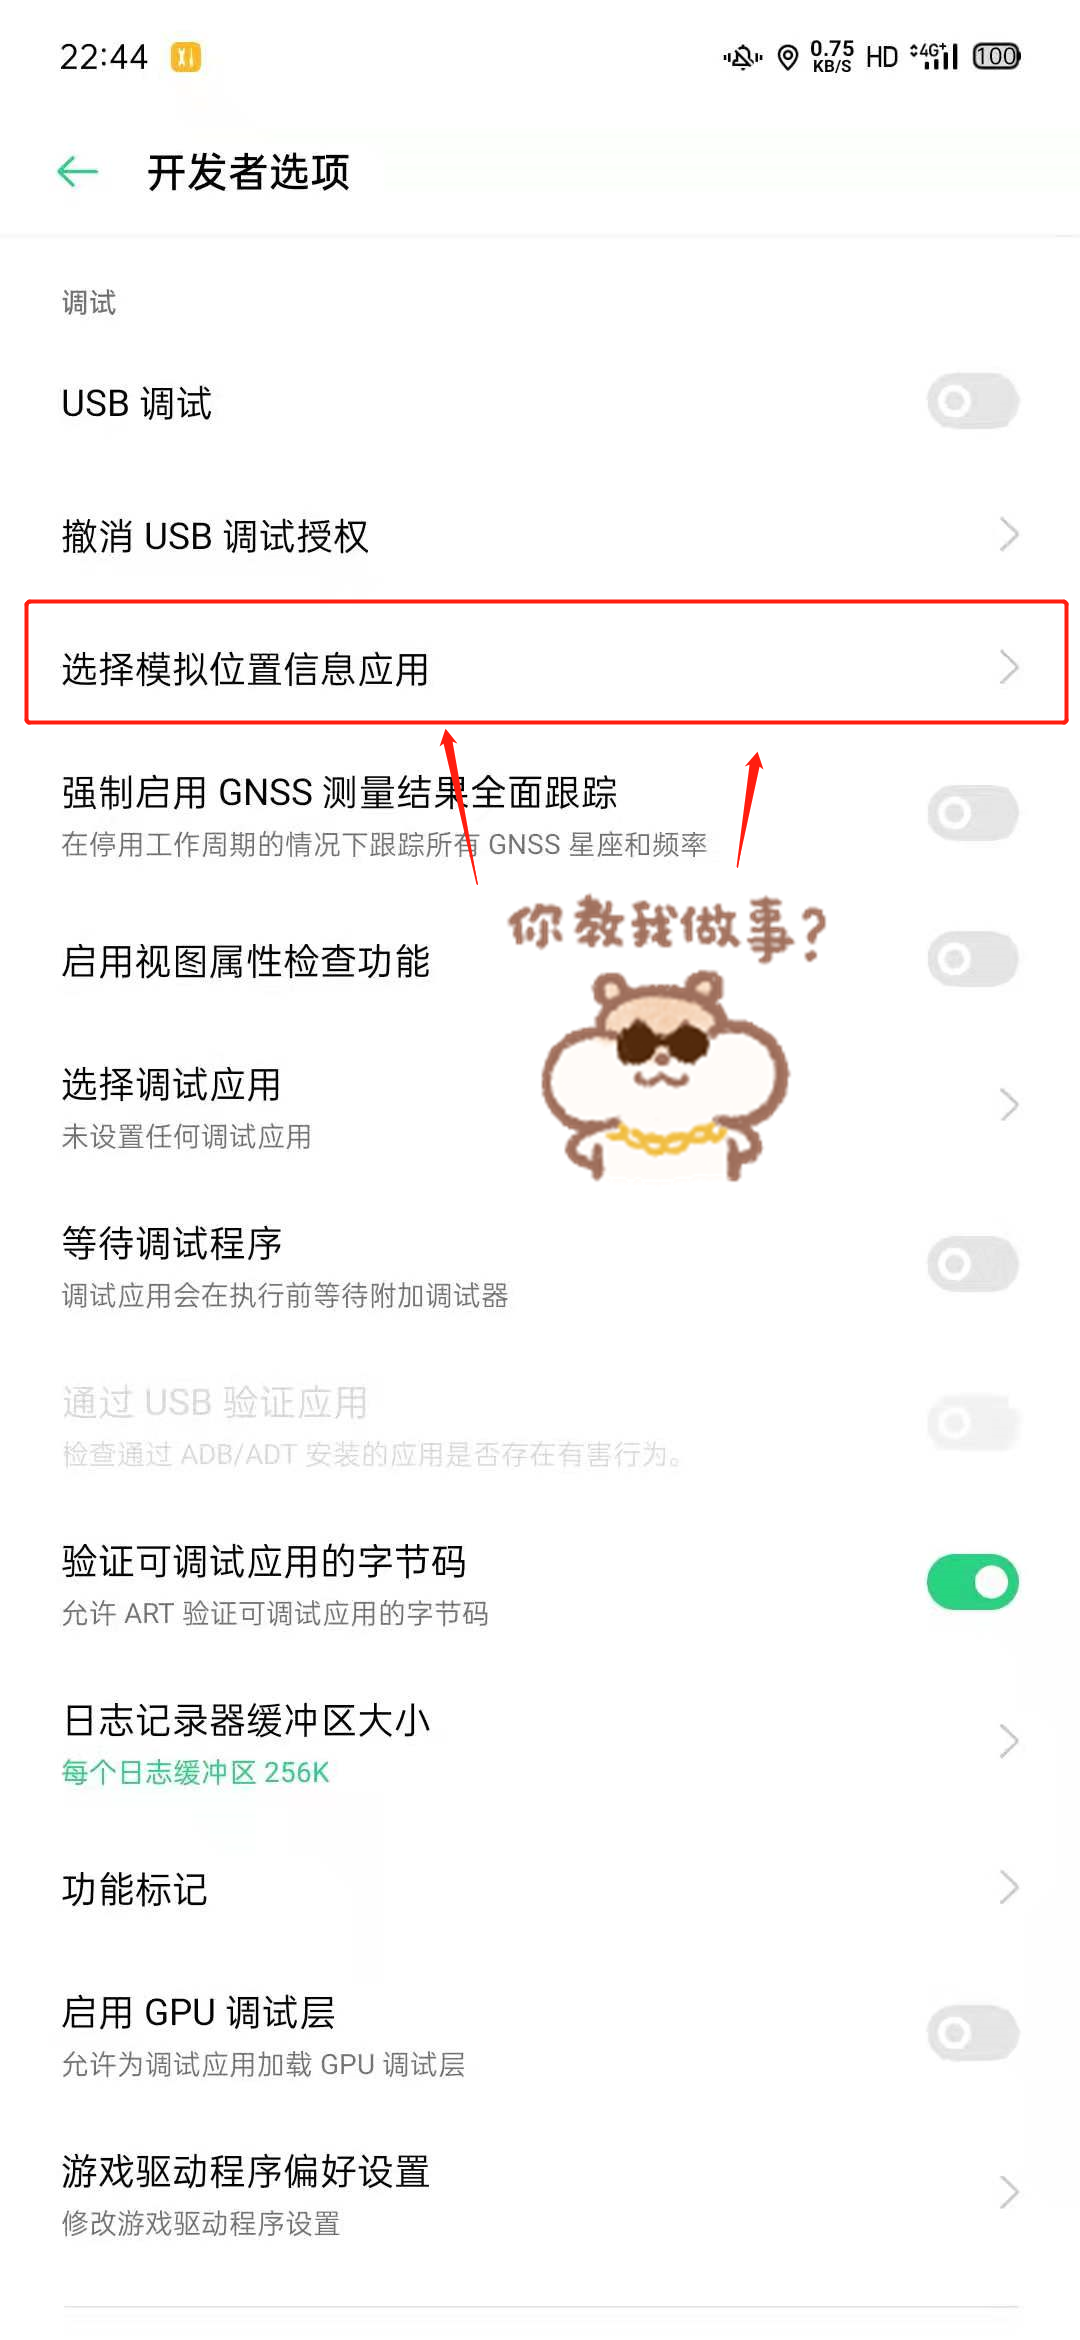 22:44
0.75
KB/S
HD
4G+
100
开发者选项
调试
USB 调试
撤消 USB 调试授权
选择模拟位置信息应用
强制启用 GNSS 测量结果全面跟踪
在停用工作周期的情况下跟踪所有 GNSS 星座和频率
你教我做事?
启用视图属性检查功能
选择调试应用
未设置任何调试应用
等待调试程序
调试应用会在执行前等待附加调试器
通过 USB 验证应用
检查通过 ADB/ADT 安装的应用是否存在有害行为。
验证可调试应用的字节码
允许 ART 验证可调试应用的字节码
日志记录器缓冲区大小
每个日志缓冲区 256K
功能标记
启用 GPU 调试层
允许为调试应用加载 GPU 调试层
游戏驱动程序偏好设置
修改游戏驱动程序设置